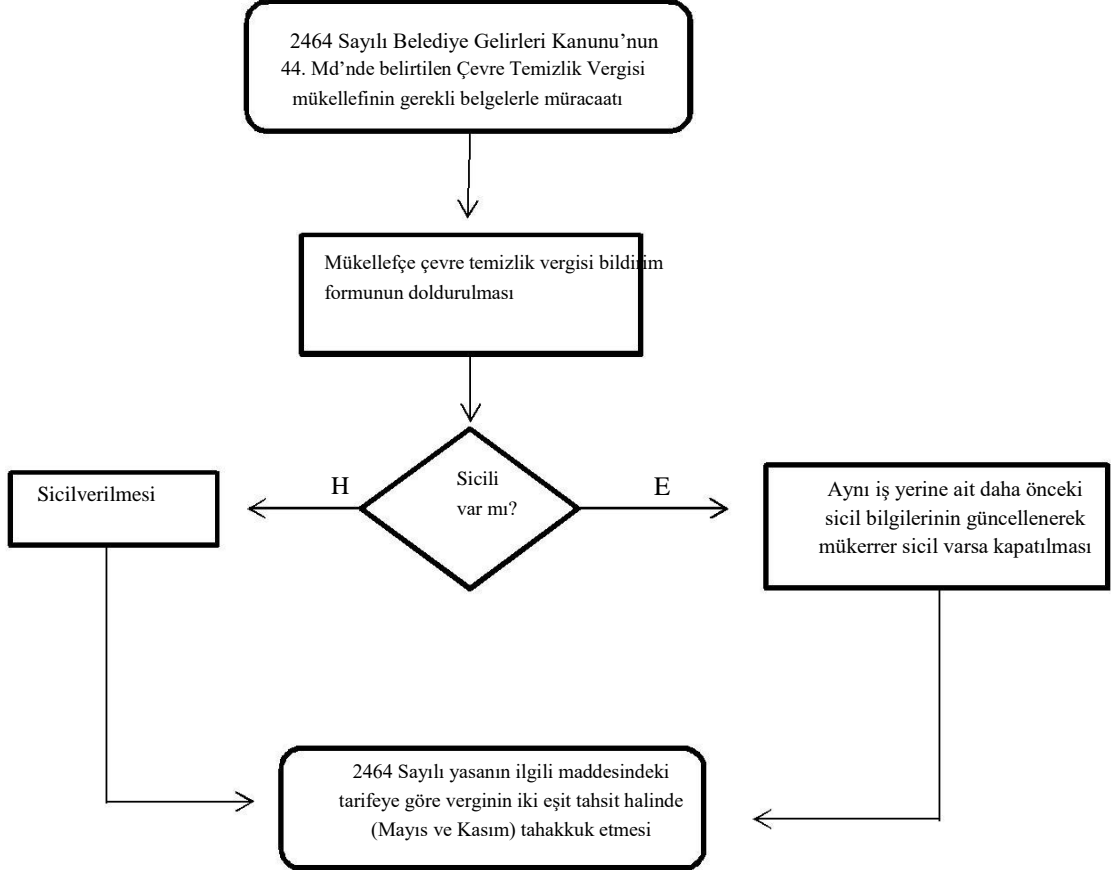 2464 Sayılı Belediye Gelirleri Kanunu’nun
44. Md’nde belirtilen Çevre Temizlik Vergisi
mükellefinin gerekli belgelerle müracaatı
Mükellefçe çevre temizlik vergisi bildirim
formunun doldurulması
Sicili
var mı?
H
E
Sicilverilmesi
Aynı iş yerine ait daha önceki
sicil bilgilerinin güncellenerek
mükerrer sicil varsa kapatılması
2464 Sayılı yasanın ilgili maddesindeki
tarifeye göre verginin iki eşit tahsit halinde
(Mayıs ve Kasım) tahakkuk etmesi